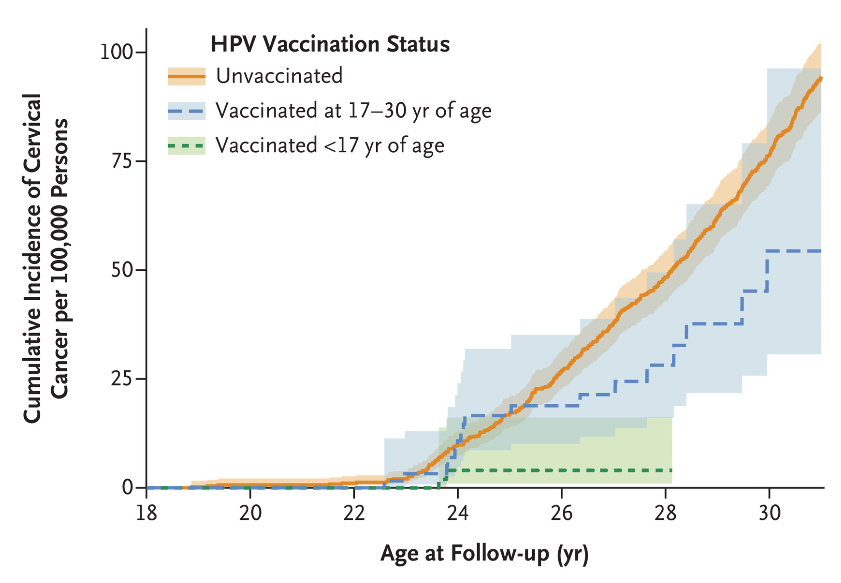 HPV Vaccination Status
Unvaccinated
Vaccinated at 17–30 yr of age
Vaccinated <17 yr of age
Cumulative Incidence of Cervical
Cancer per 100,000 Persons
100
75
50
25
0
18 20 22 24 26 28 30
Age at Follow-up (yr)